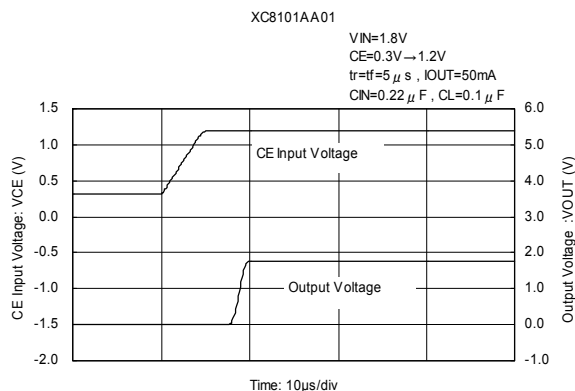 XC8101AA01
VIN=1.8V
CE=0.3V→1.2V
tr=tf=5μs , IOUT=50mA
CIN=0.22μF , CL=0.1μF
CE Input Voltage: VCE (V)
1.5
1.0
0.5
0.0
-0.5
-1.0
-1.5
-2.0
CE Input Voltage
Output Voltage
6.0
5.0
4.0
3.0
2.0
1.0
0.0
-1.0
Output Voltage :VOUT (V)
Time: 10μs/div